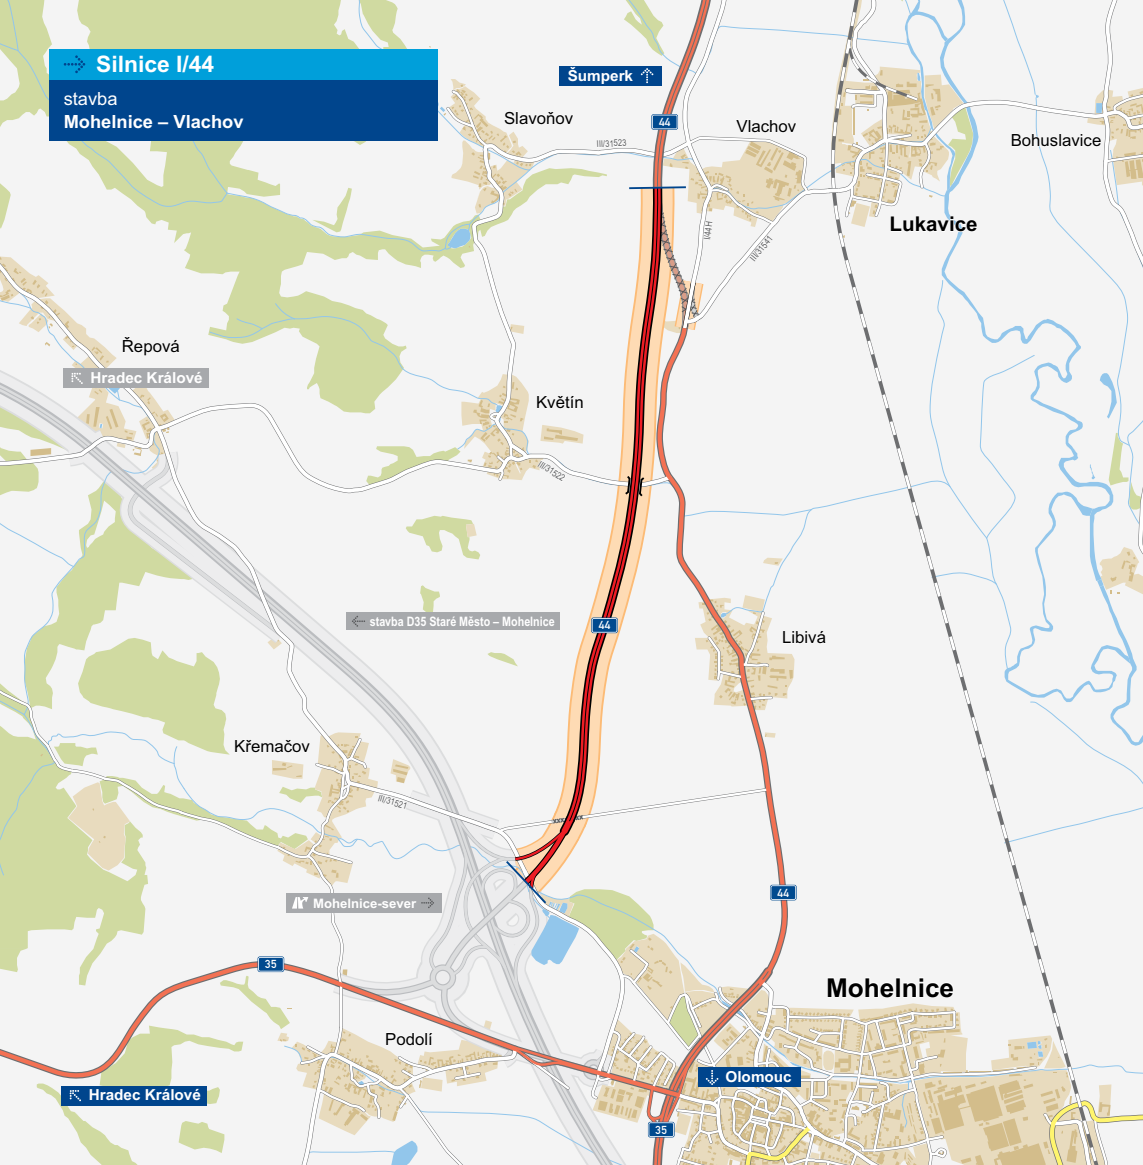 Silnice I/44
stavba
Mohelnice – Vlachov
Šumperk
44
Slavoňov
III/31523
Vlachov
Bohuslavice
Lukavice
I/44H
III/31541
Řepová
Hradec Králové
Květín
III/31522
stavba D35 Staré Město – Mohelnice
44
Libivá
Křemačov
III/31521
Mohelnice-sever
44
35
Mohelnice
Podolí
Olomouc
Hradec Králové
35